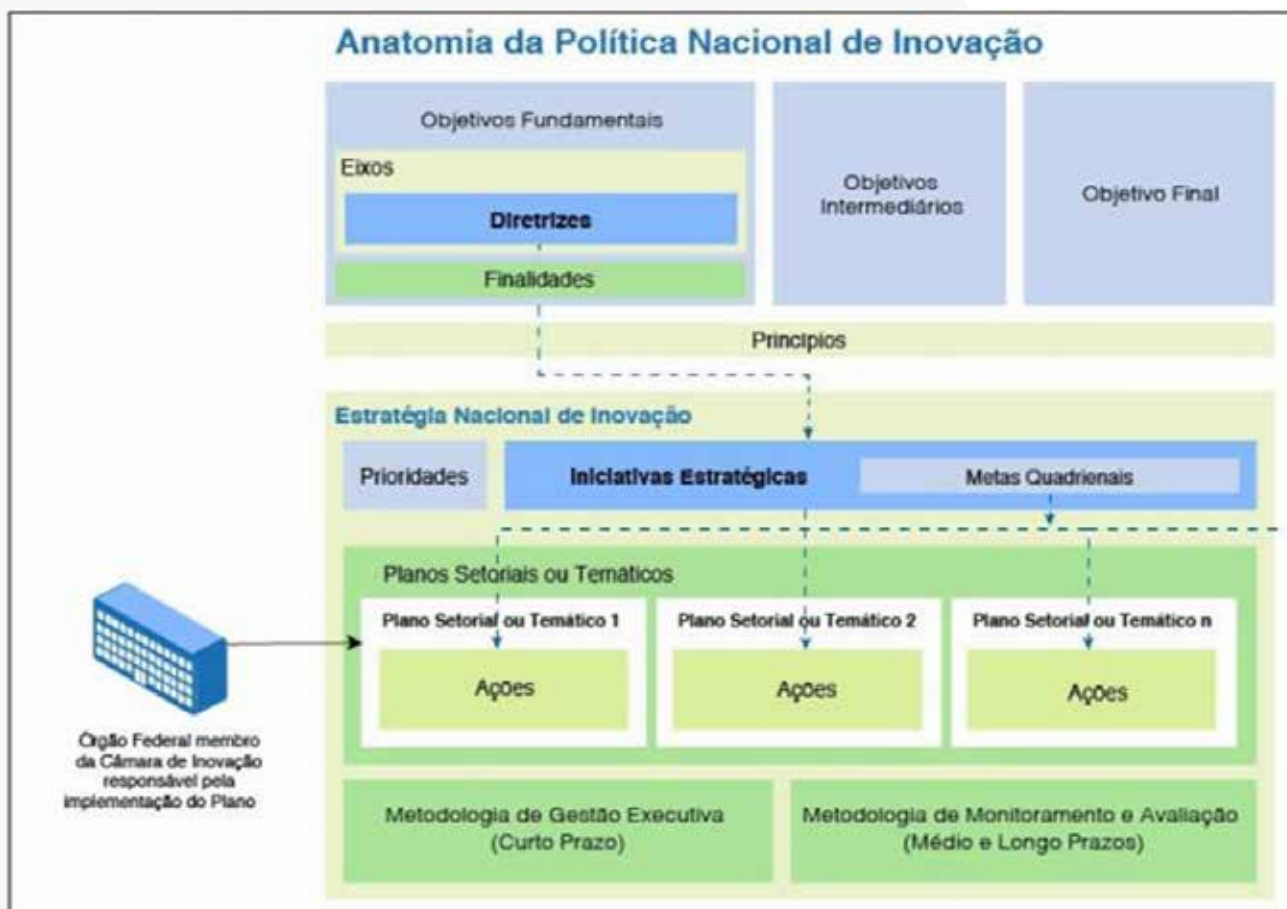 Anatomia da Política Nacional de Inovação
Objetivos Fundamentais
Eixos
Diretrizes
Finalidades
Objetivos
Intermediários
Objetivo Final
Princípios
Estratégia Nacional de Inovação
Prioridades
Iniciativas Estratégicas
Metas Quadrienais
Planos Setoriais ou Temáticos
Plano Setorial ou Temático 1
Ações
Plano Setorial ou Temático 2
Ações
Plano Setorial ou Temático n
Ações
Órgão Federal membro
da Câmara de Inovação
responsável pela
implementação do Plano
Metodologia de Gestão Executiva
(Curto Prazo)
Metodologia de Monitoramento e Avaliação
(Médio e Longo Prazos)